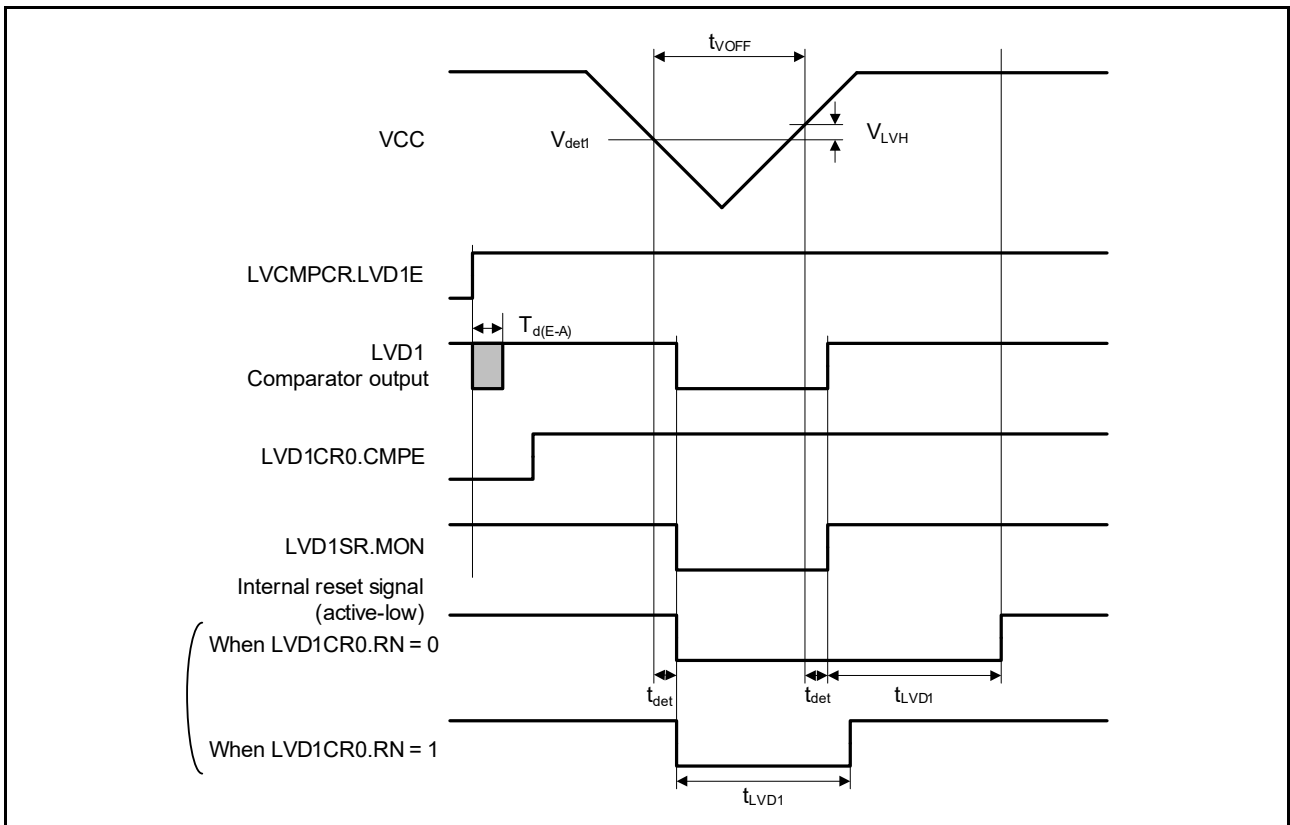 tVOFF
VCC
Vdet1
VLVH
LVCMPCR.LVD1E
Td(E-A)
LVD1
Comparator output
LVD1CR0.CMPE
LVD1SR.MON
Internal reset signal
(active-low)
When LVD1CR0.RN = 0
tdet
tdet
tLVD1
When LVD1CR0.RN = 1
tLVD1